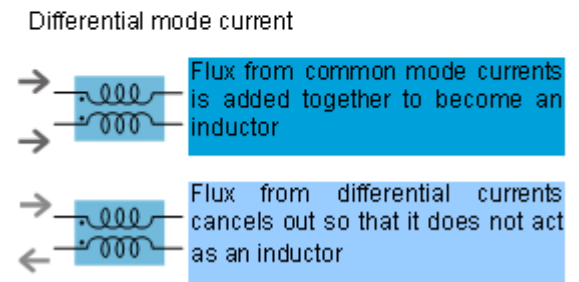 Differential mode current
Flux from common mode currents
is added together to become an
inductor
Flux from differential currents
cancels out so that it does not act
as an inductor